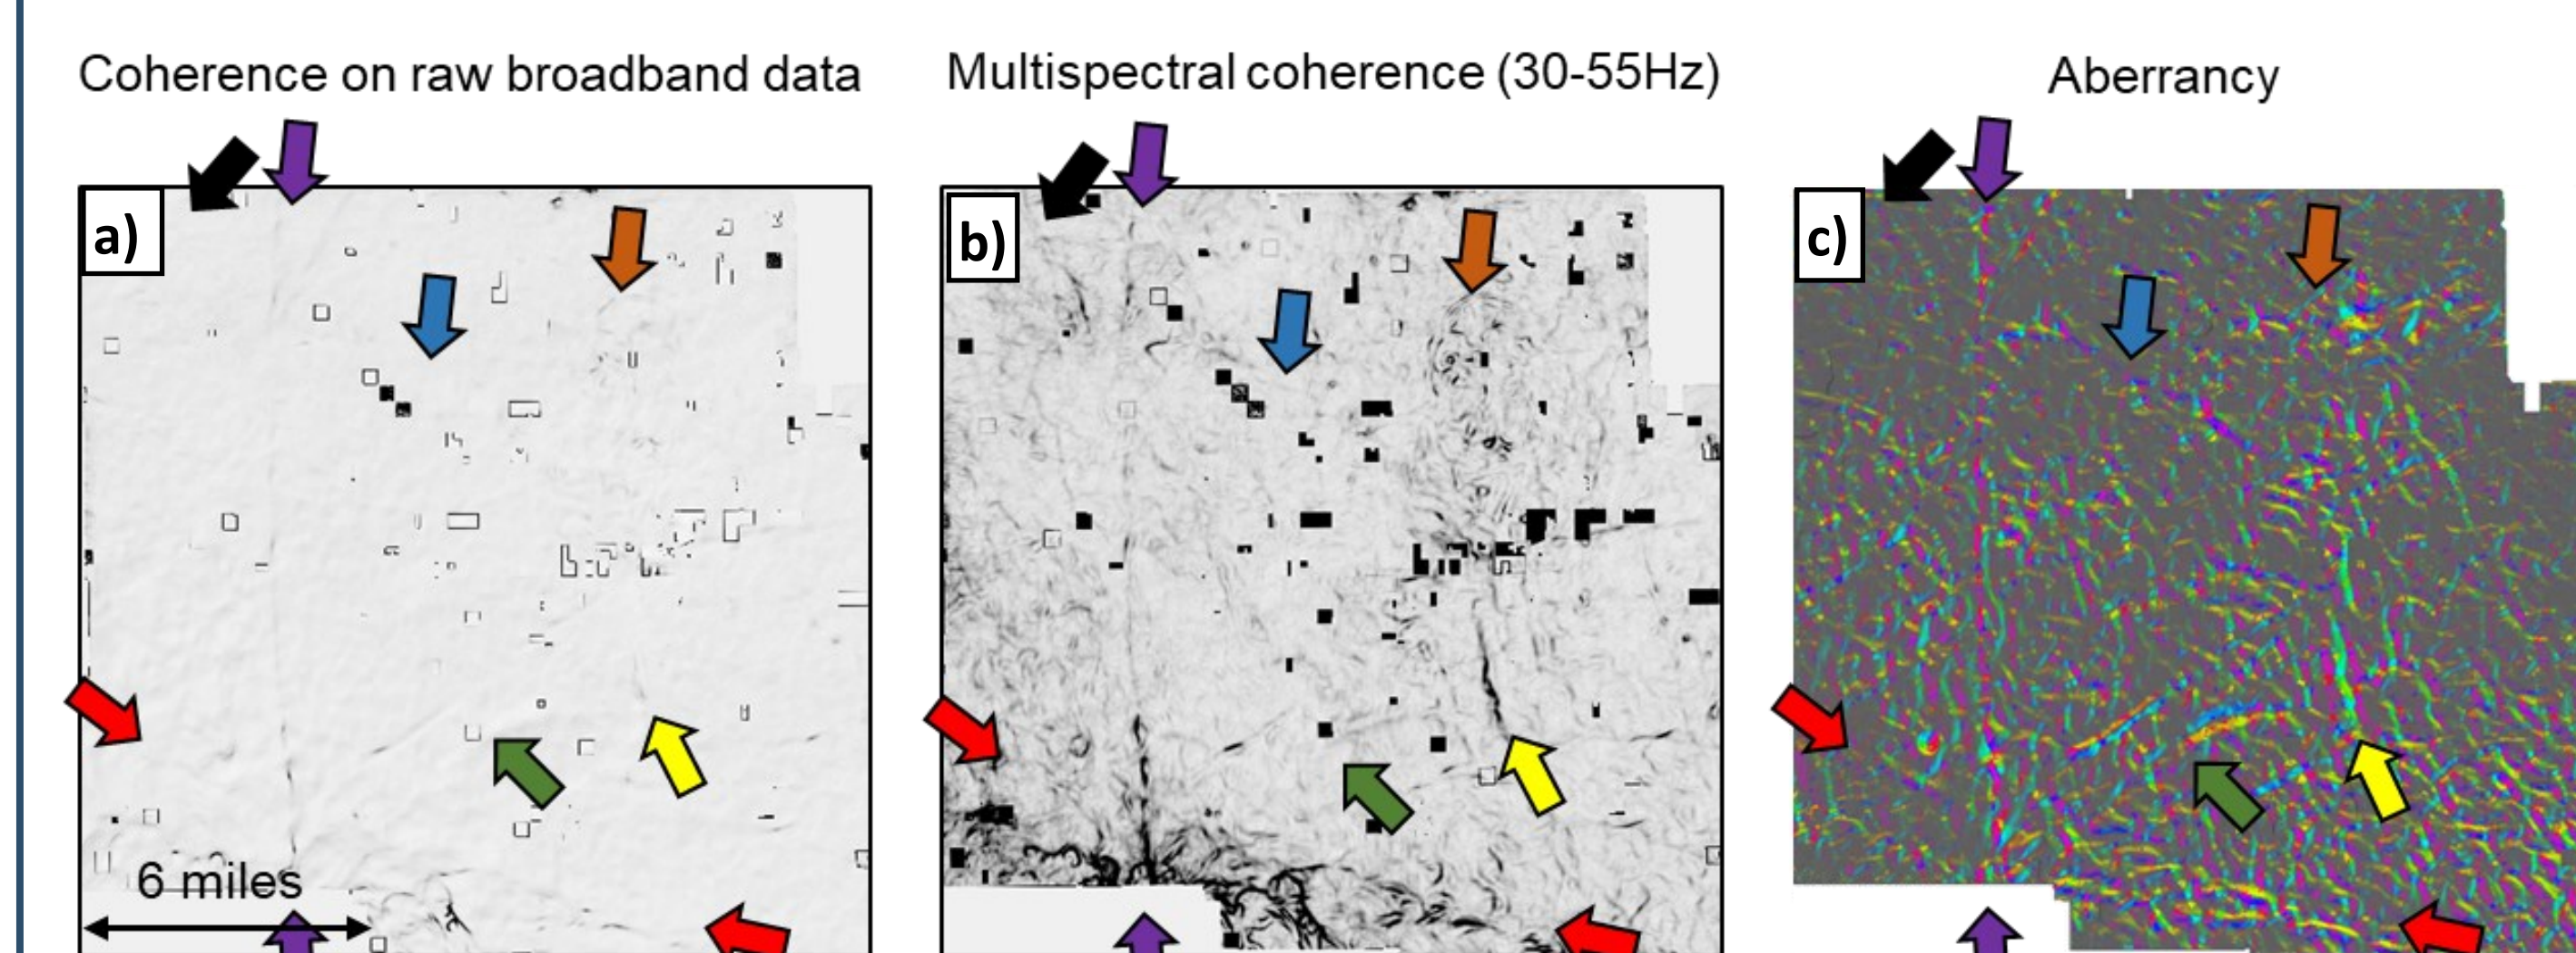 Coherence on raw broadband data
Multispectral coherence (30-55Hz)
Aberrancy
a)
b)
c)
6 miles